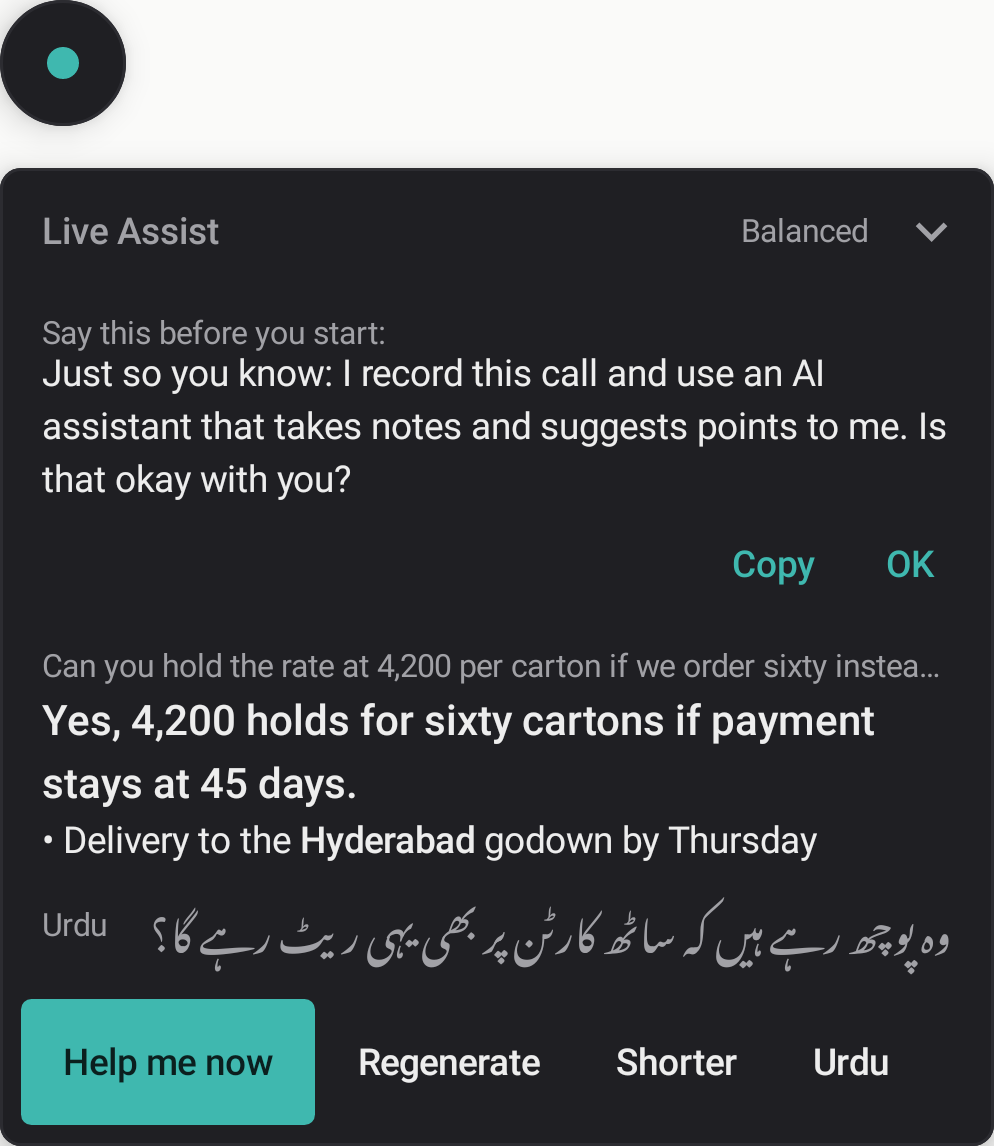 Live Assist
Balanced
Say this before you start:
Just so you know: I record this call and use an AI
assistant that takes notes and suggests points to me. Is
that okay with you?
Copy
OK
Can you hold the rate at 4,200 per carton if we order sixty instea…
Yes, 4,200 holds for sixty cartons if payment
stays at 45 days.
• Delivery to the Hyderabad godown by Thursday
Urdu
وہ پوچھ رہے ہیں کہ ساٹھ کارٹن پر بھی یہی ریٹ رہے گا؟
Help me now
Regenerate
Shorter
Urdu